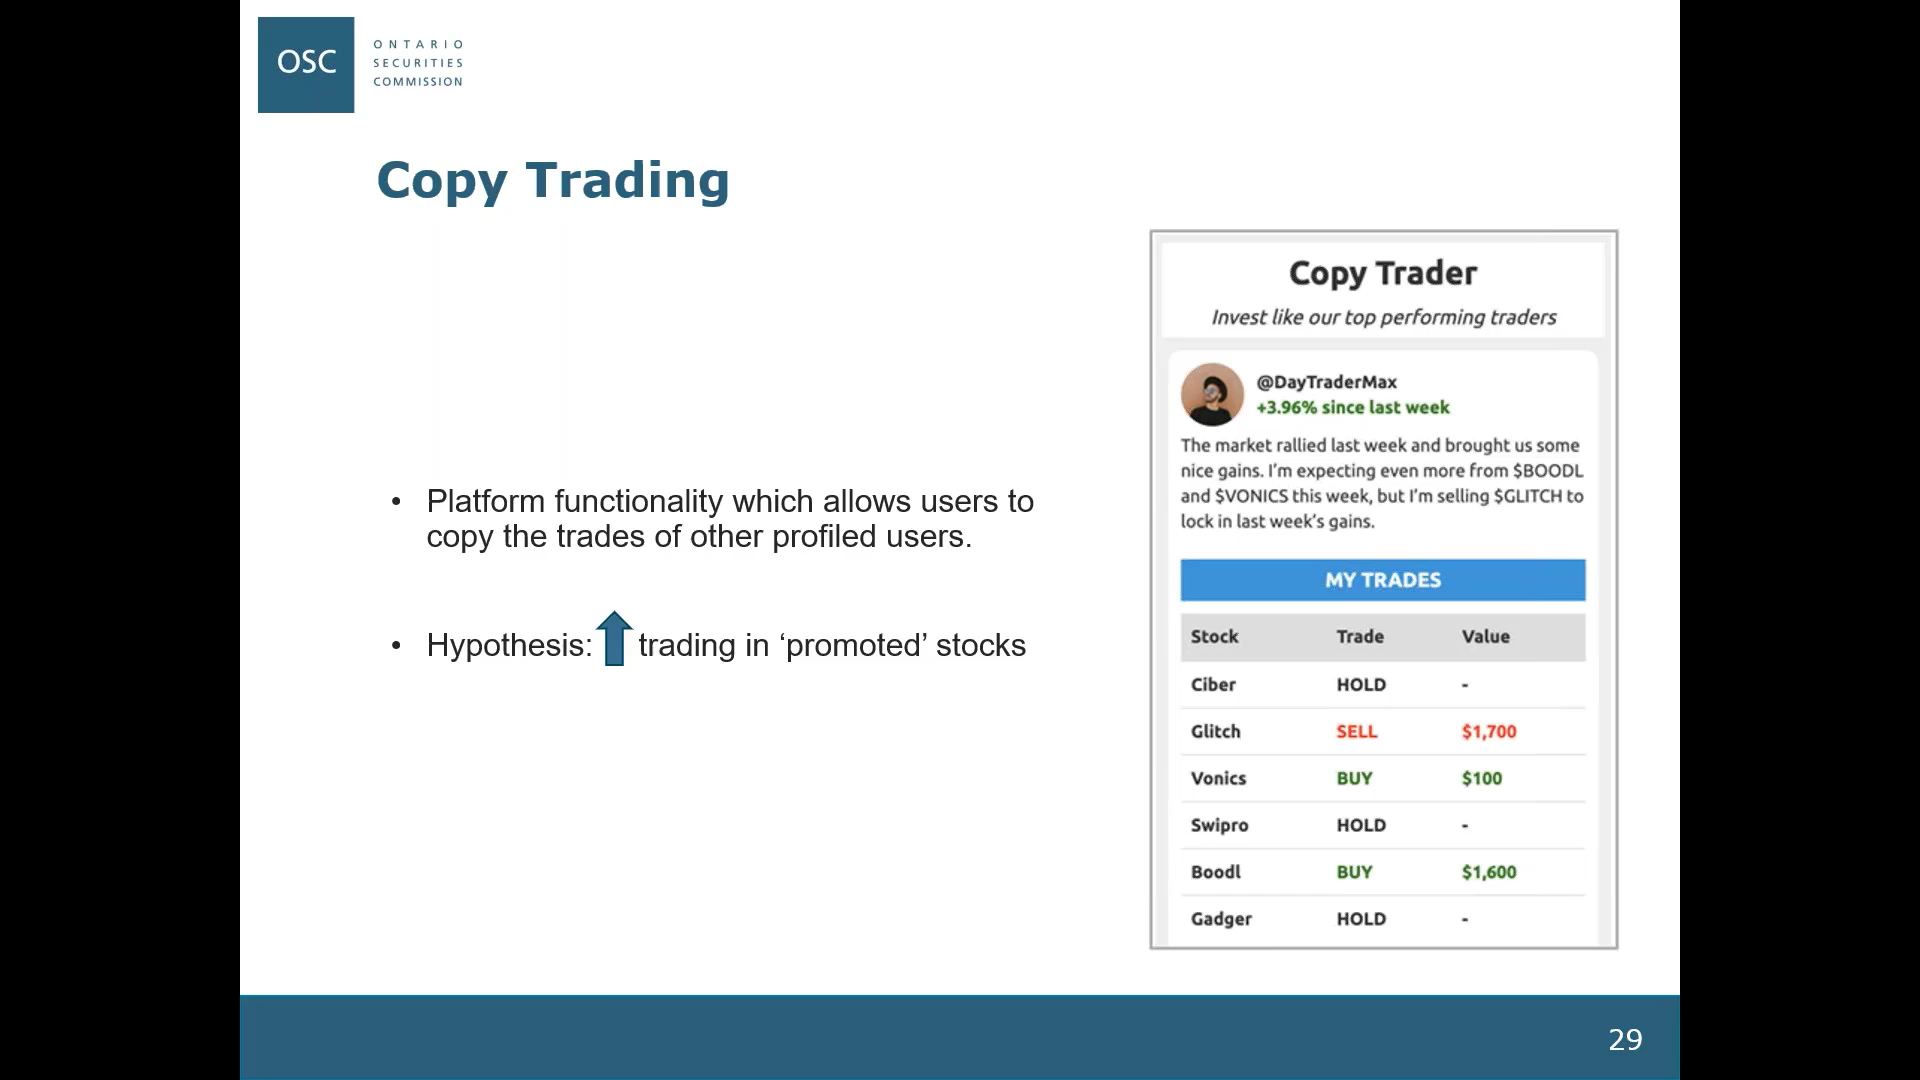 OSC
ONTARIO
SECURITIES
COMMISSION
Copy Trading
• Platform functionality which allows users to
copy the trades of other profiled users.
• Hypothesis: trading in ‘promoted’ stocks
Copy Trader
Invest like our top performing traders
@DayTraderMax
+3.96% since last week
The market rallied last week and brought us some
nice gains. I'm expecting even more from $BOODL
and $VONICS this week, but I'm selling $GLITCH to
lock in last week's gains.
MY TRADES
Stock Trade Value
Ciber HOLD -
Glitch SELL $1,700
Vonics BUY $100
Swipro HOLD -
Boodl BUY $1,600
Gadger HOLD -
29